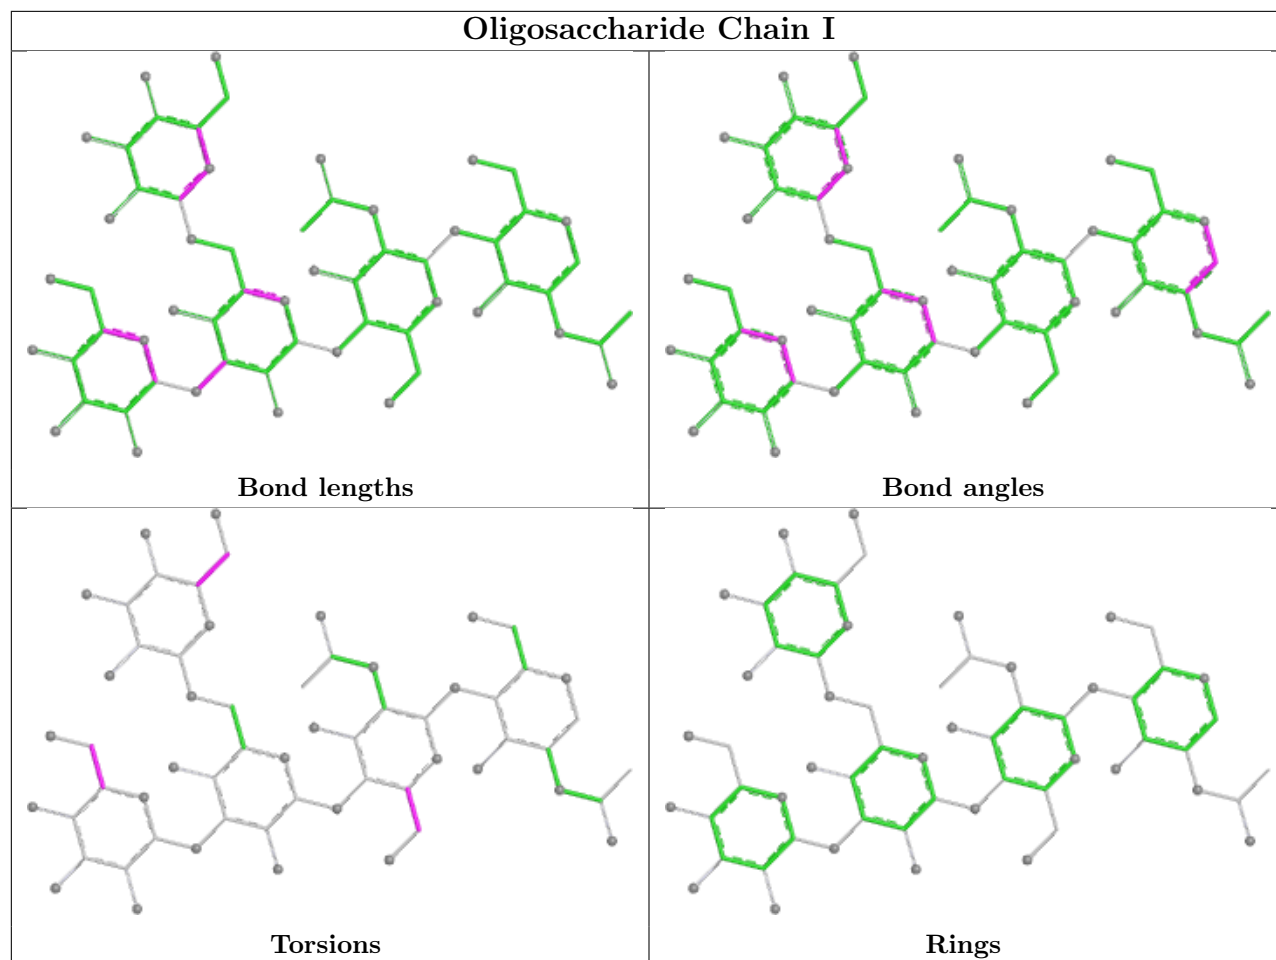 Oligosaccharide Chain I
Bond lengths
Bond angles
Torsions
Rings